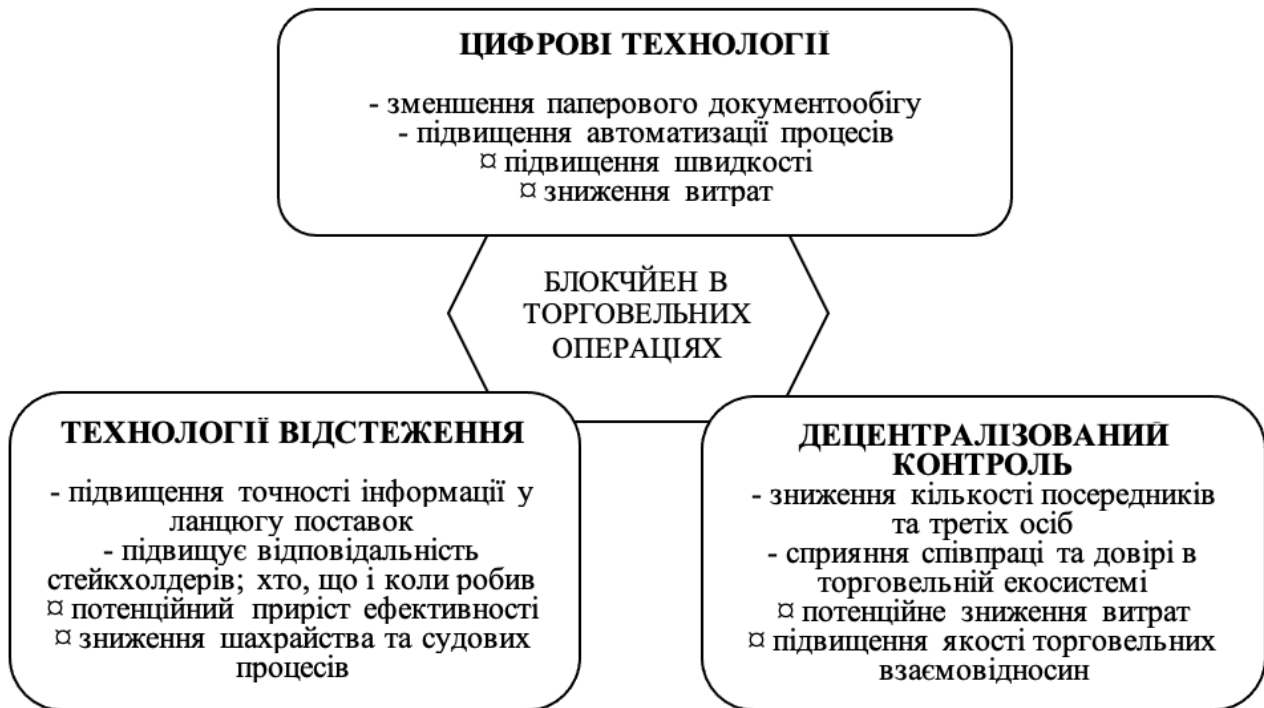 ЦИФРОВІ ТЕХНОЛОГІЇ
- зменшення паперового документообігу
- підвищення автоматизації процесів
¤ підвищення швидкості
¤ зниження витрат
БЛОКЧЙЕН В
ТОРГОВЕЛЬНИХ
ОПЕРАЦІЯХ
ТЕХНОЛОГІЇ ВІДСТЕЖЕННЯ
- підвищення точності інформації у
ланцюгу поставок
- підвищує відповідальність
стейкхолдерів; хто, що і коли робив
¤ потенційний приріст ефективності
¤ зниження шахрайства та судових
процесів
ДЕЦЕНТРАЛІЗОВАНИЙ
КОНТРОЛЬ
- зниження кількості посередників
та третіх осіб
- сприяння співпраці та довірі в
торговельній екосистемі
¤ потенційне зниження витрат
¤ підвищення якості торговельних
взаємовідносин